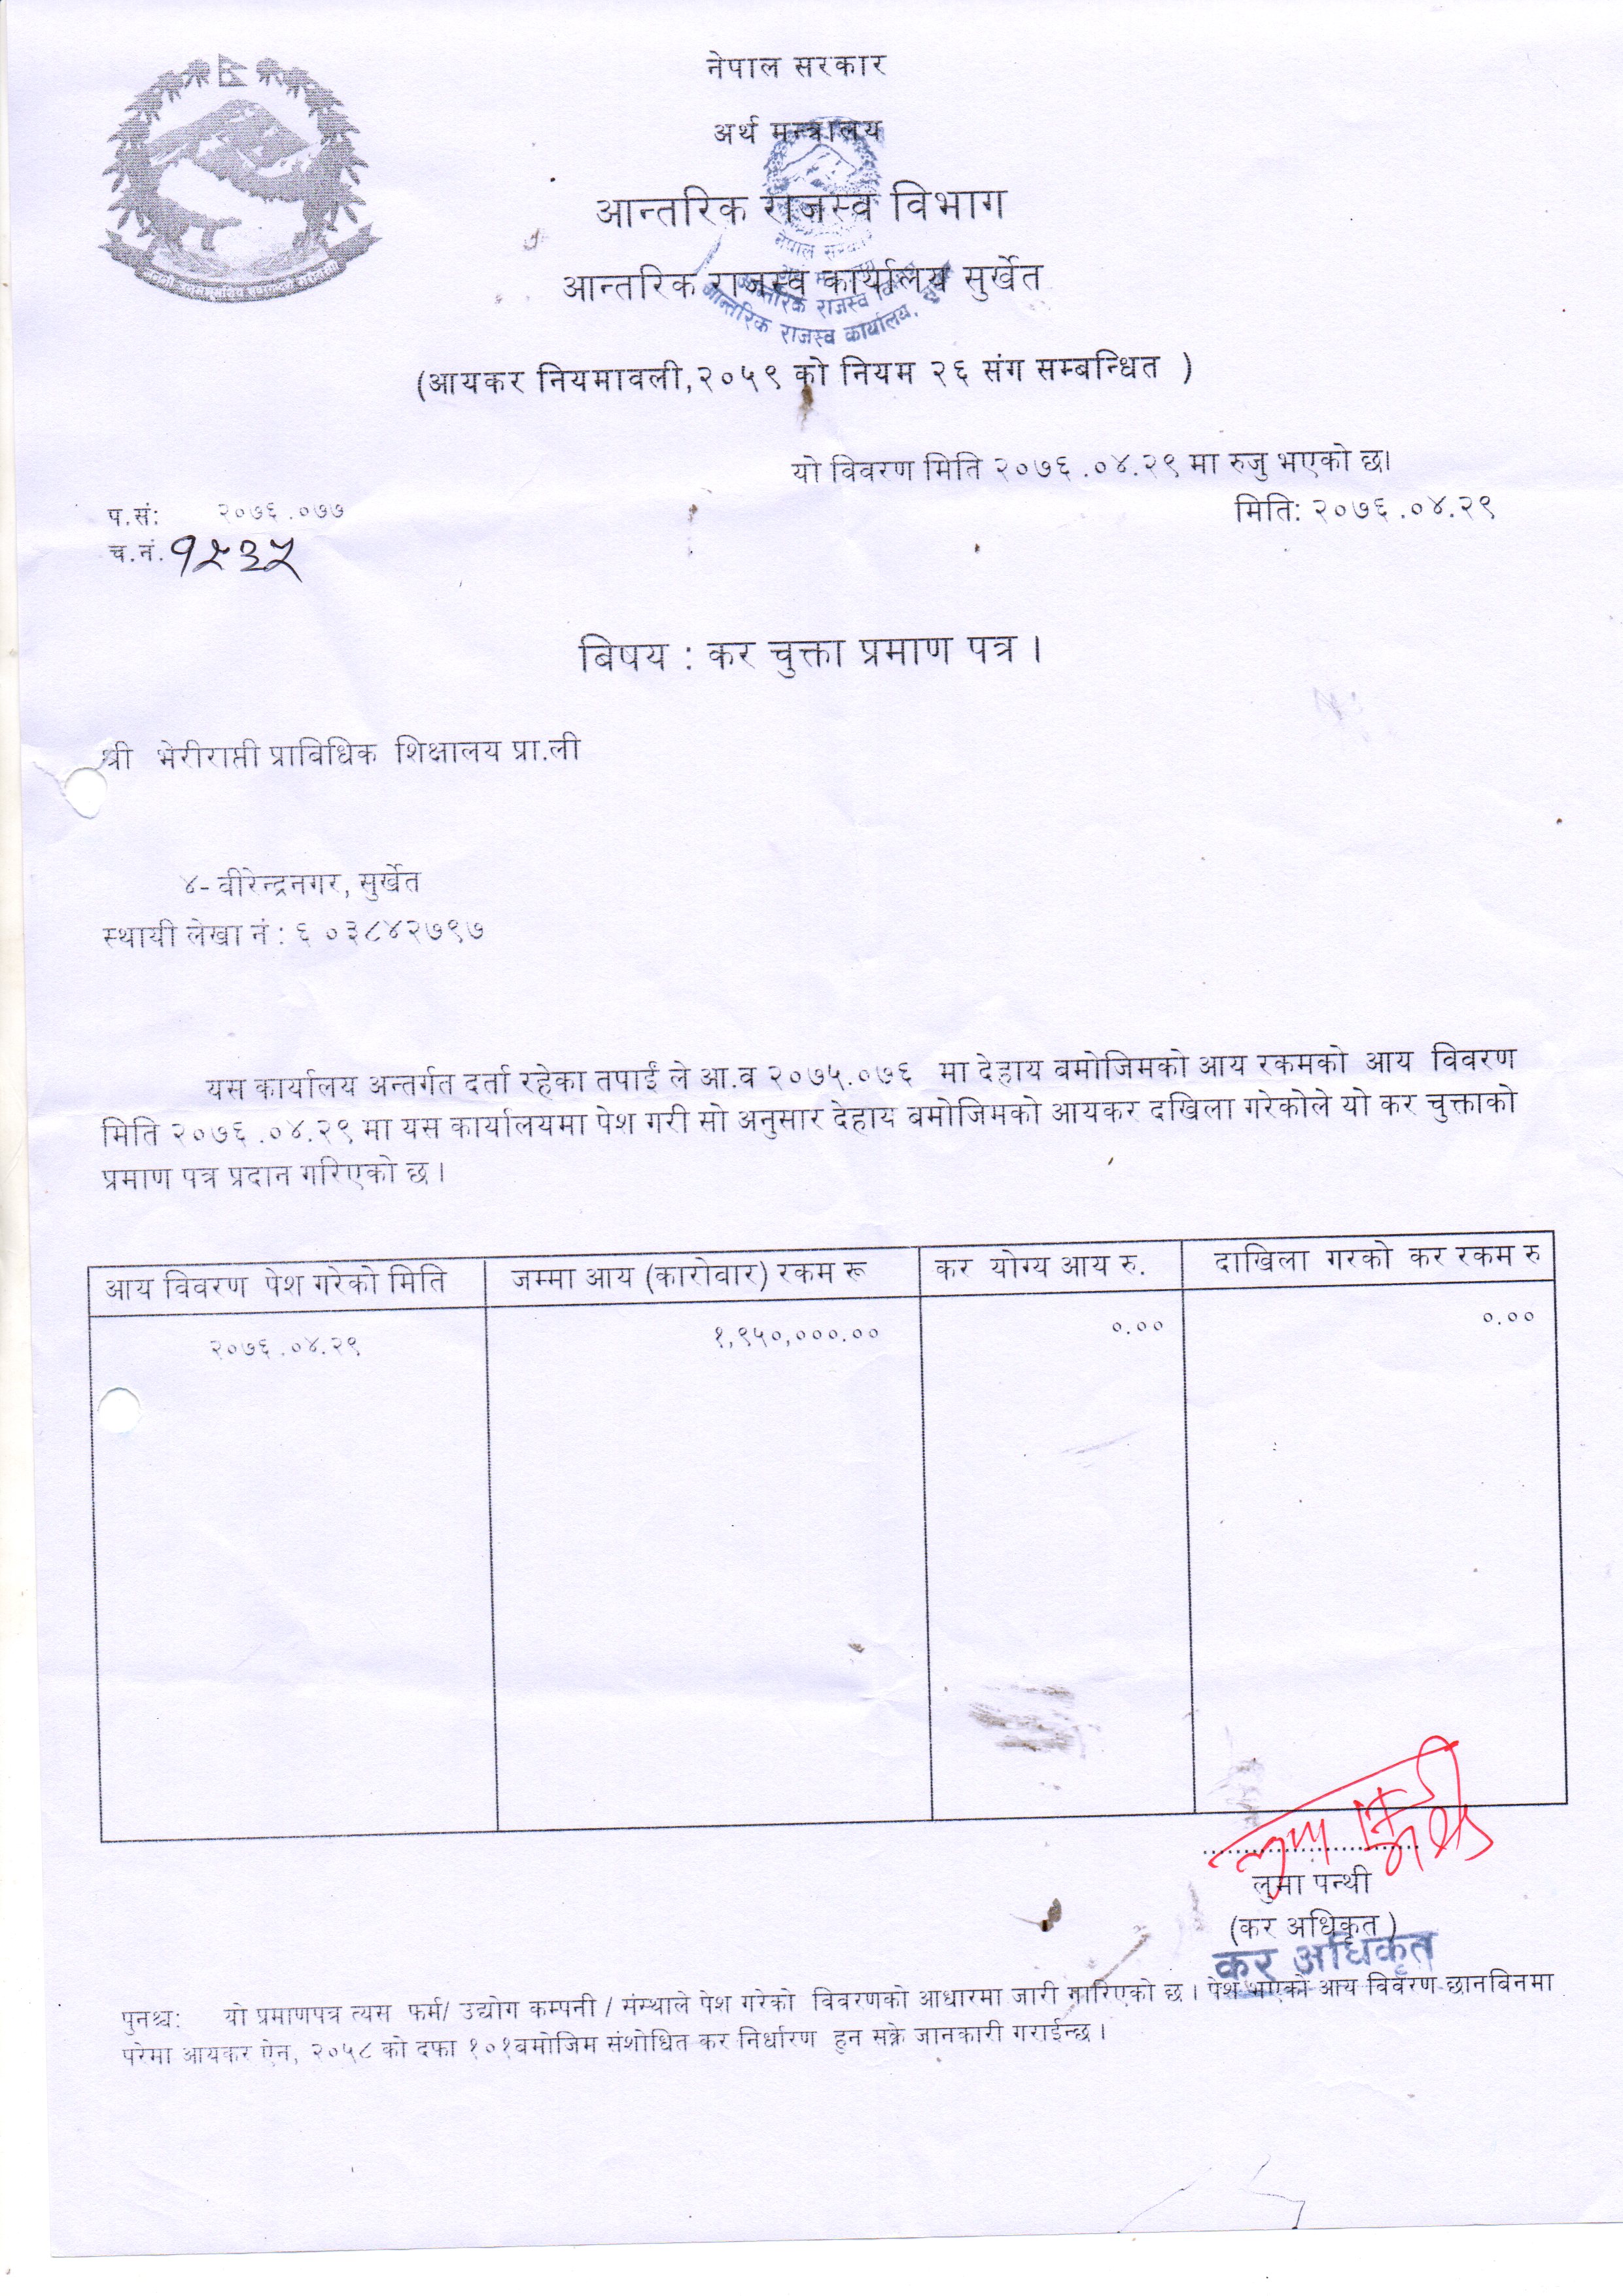 नेपाल सरकार
अर्थ मन्त्रालय
आन्तरिक राजस्व विभाग
आन्तरिक राजस्व कार्यालय सुर्खेत
नेपाल सरकार
आन्तरिक राजस्व
आन्तरिक राजस्व कार्यालय,
(आयकर नियमावली,२०५९ को नियम २६ संग सम्बन्धित )
यो विवरण मिति २०७६.०४.२९ मा रुजु भएको छ।
प.सं: २०७६.०७७
मिति: २०७६.०४.२९
च.नं.
बिषय : कर चुक्ता प्रमाण पत्र ।
श्री भेरीराप्ती प्राविधिक शिक्षालय प्रा.ली
४- वीरेन्द्रनगर, सुर्खेत
स्थायी लेखा नं : ६०३८४२७९७
यस कार्यालय अन्तर्गत दर्ता रहेका तपाईं ले आ.व २०७५.०७६ मा देहाय बमोजिमको आय रकमको आय विवरण
मिति २०७६.०४.२९ मा यस कार्यालयमा पेश गरी सो अनुसार देहाय बमोजिमको आयकर दखिला गरेकोले यो कर चुक्ताको
प्रमाण पत्र प्रदान गरिएको छ ।
आय विवरण पेश गरेको मिति जम्मा आय (कारोवार) रकम रू कर योग्य आय रु. दाखिला गरको कर रकम रु
२०७६.०४.२९ १,९५०,०००.०० ०.०० ०.००
लुमा पन्थी
(कर अधिकृत )
कर अधिकृत
पुनश्चः यो प्रमाणपत्र त्यस फर्म/ उद्योग कम्पनी / संस्थाले पेश गरेको विवरणको आधारमा जारी गारिएको छ । पेश भएको आय विवरण छानविनमा
परेमा आयकर ऐन, २०५८ को दफा १०१बमोजिम संशोधित कर निर्धारण हुन सक्ने जानकारी गराईन्छ ।